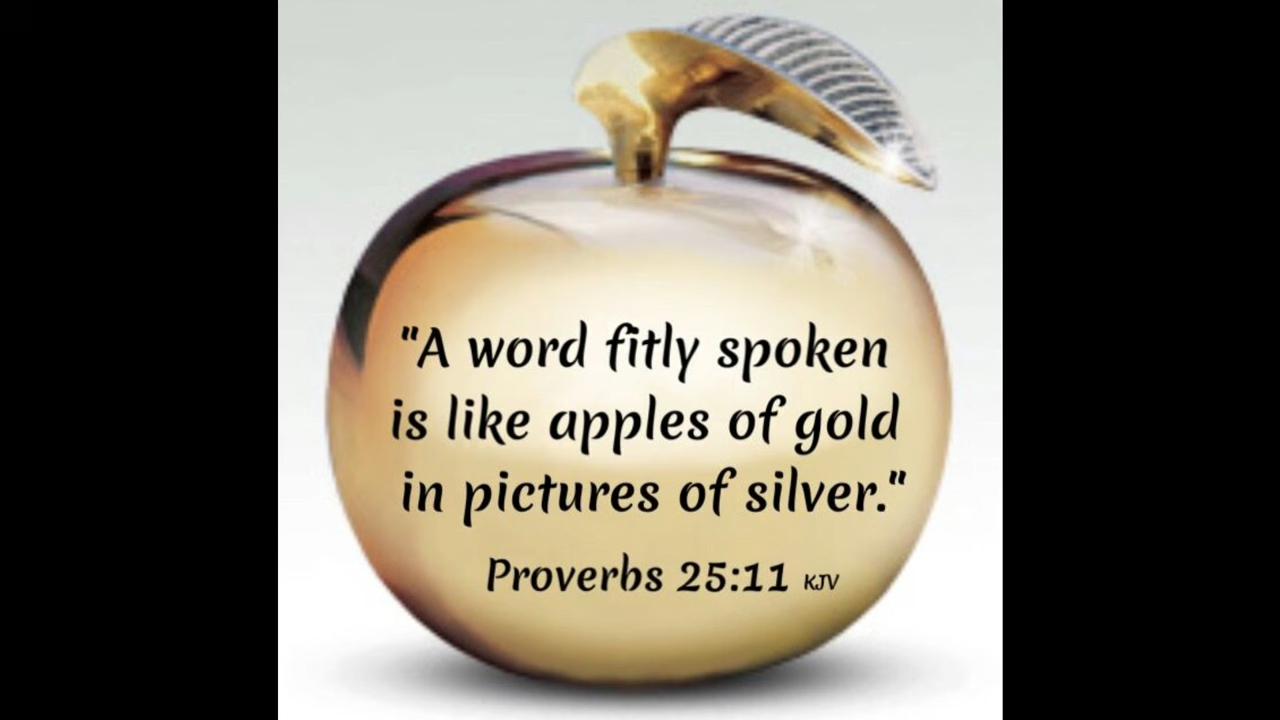 "A word fitly spoken
is like apples of gold
in pictures of silver."
Proverbs 25:11 KJV